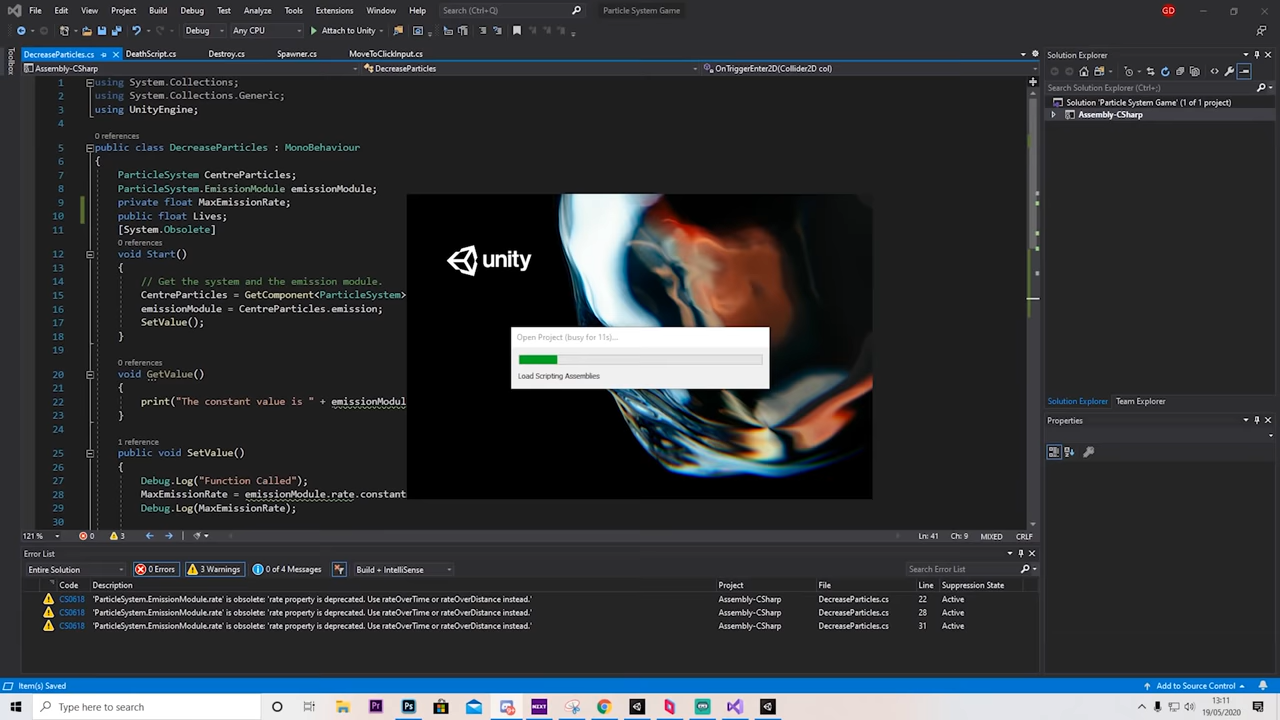 File Edit View Project Build Debug Test Analyze Tools Extensions Window Help Search (Ctrl+Q) Particle System Game GD
Debug Any CPU Attach to Unity
DecreaseParticles.cs DeathScript.cs Destroy.cs Spawner.cs MoveToClickInput.cs
Assembly-CSharp DecreaseParticles OnTriggerEnter2D(Collider2D col)
Toolbox
1 using System.Collections;
2 using System.Collections.Generic;
3 using UnityEngine;
4
0 references
5 public class DecreaseParticles : MonoBehaviour
6 {
7 ParticleSystem CentreParticles;
8 ParticleSystem.EmissionModule emissionModule;
9 private float MaxEmissionRate;
10 public float Lives;
11 [System.Obsolete]
0 references
12 void Start()
13 {
14 // Get the system and the emission module.
15 CentreParticles = GetComponent<ParticleSystem>
16 emissionModule = CentreParticles.emission;
17 SetValue();
18 }
19
0 references
20 void GetValue()
21 {
22 print("The constant value is " + emissionModul
23 }
24
1 reference
25 public void SetValue()
26 {
27 Debug.Log("Function Called");
28 MaxEmissionRate = emissionModule.rate.constant
29 Debug.Log(MaxEmissionRate);
30
unity
Open Project (busy for 11s)...
Load Scripting Assemblies
121 % 0 3 Ln: 41 Ch: 9 MIXED CRLF
Solution Explorer
Search Solution Explorer (Ctrl+;)
Solution 'Particle System Game' (1 of 1 project)
Assembly-CSharp
Solution Explorer Team Explorer
Properties
Error List
Entire Solution 0 Errors 3 Warnings 0 of 4 Messages Build + IntelliSense Search Error List
Code Description Project File Line Suppression State
CS0618 'ParticleSystem.EmissionModule.rate' is obsolete: 'rate property is deprecated. Use rateOverTime or rateOverDistance instead.' Assembly-CSharp DecreaseParticles.cs 22 Active
CS0618 'ParticleSystem.EmissionModule.rate' is obsolete: 'rate property is deprecated. Use rateOverTime or rateOverDistance instead.' Assembly-CSharp DecreaseParticles.cs 28 Active
CS0618 'ParticleSystem.EmissionModule.rate' is obsolete: 'rate property is deprecated. Use rateOverTime or rateOverDistance instead.' Assembly-CSharp DecreaseParticles.cs 31 Active
Item(s) Saved Add to Source Control
Type here to search Pr Ps NZXT 13:11
19/05/2020